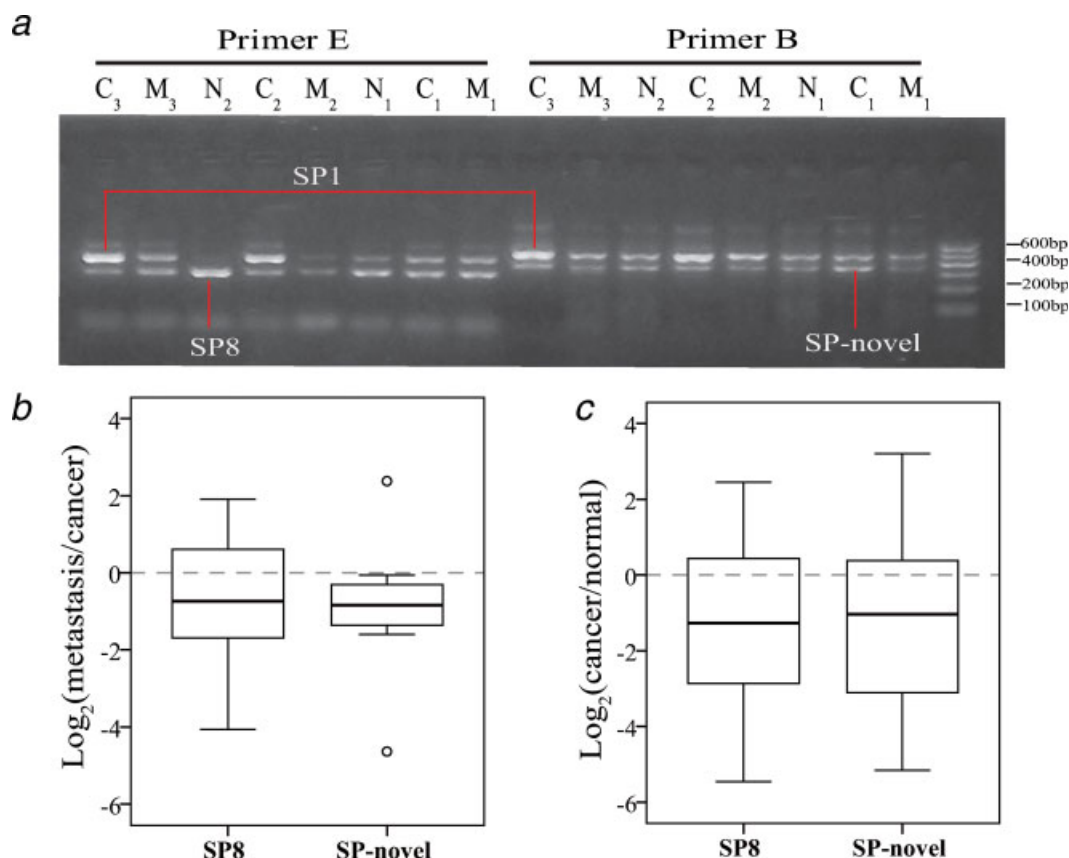 a
Primer E Primer B
C3 M3 N2 C2 M2 N1 C1 M1 C3 M3 N2 C2 M2 N1 C1 M1
SP1
600bp
400bp
200bp
100bp
SP8 SP-novel
b
Log2(metastasis/cancer)
4
2
0
-2
-4
-6
SP8 SP-novel
c
Log2(cancer/normal)
4
2
0
-2
-4
-6
SP8 SP-novel